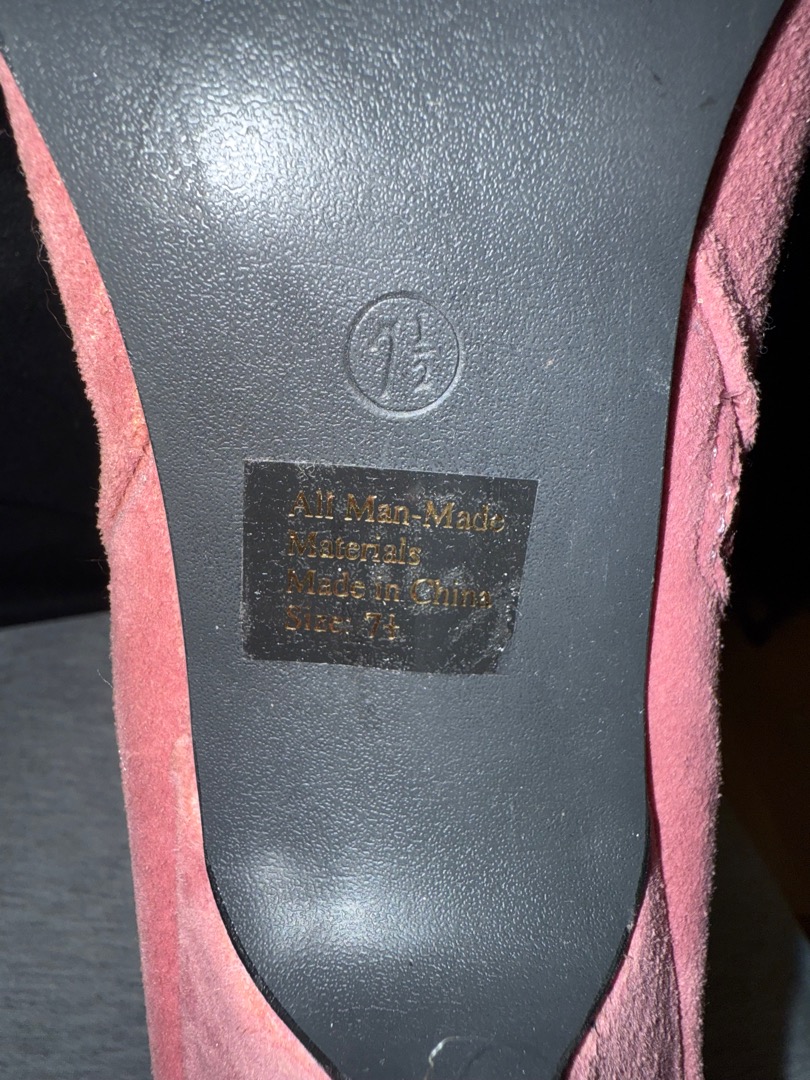 7½
All Man-Made
Materials
Made in China
Size: 7½